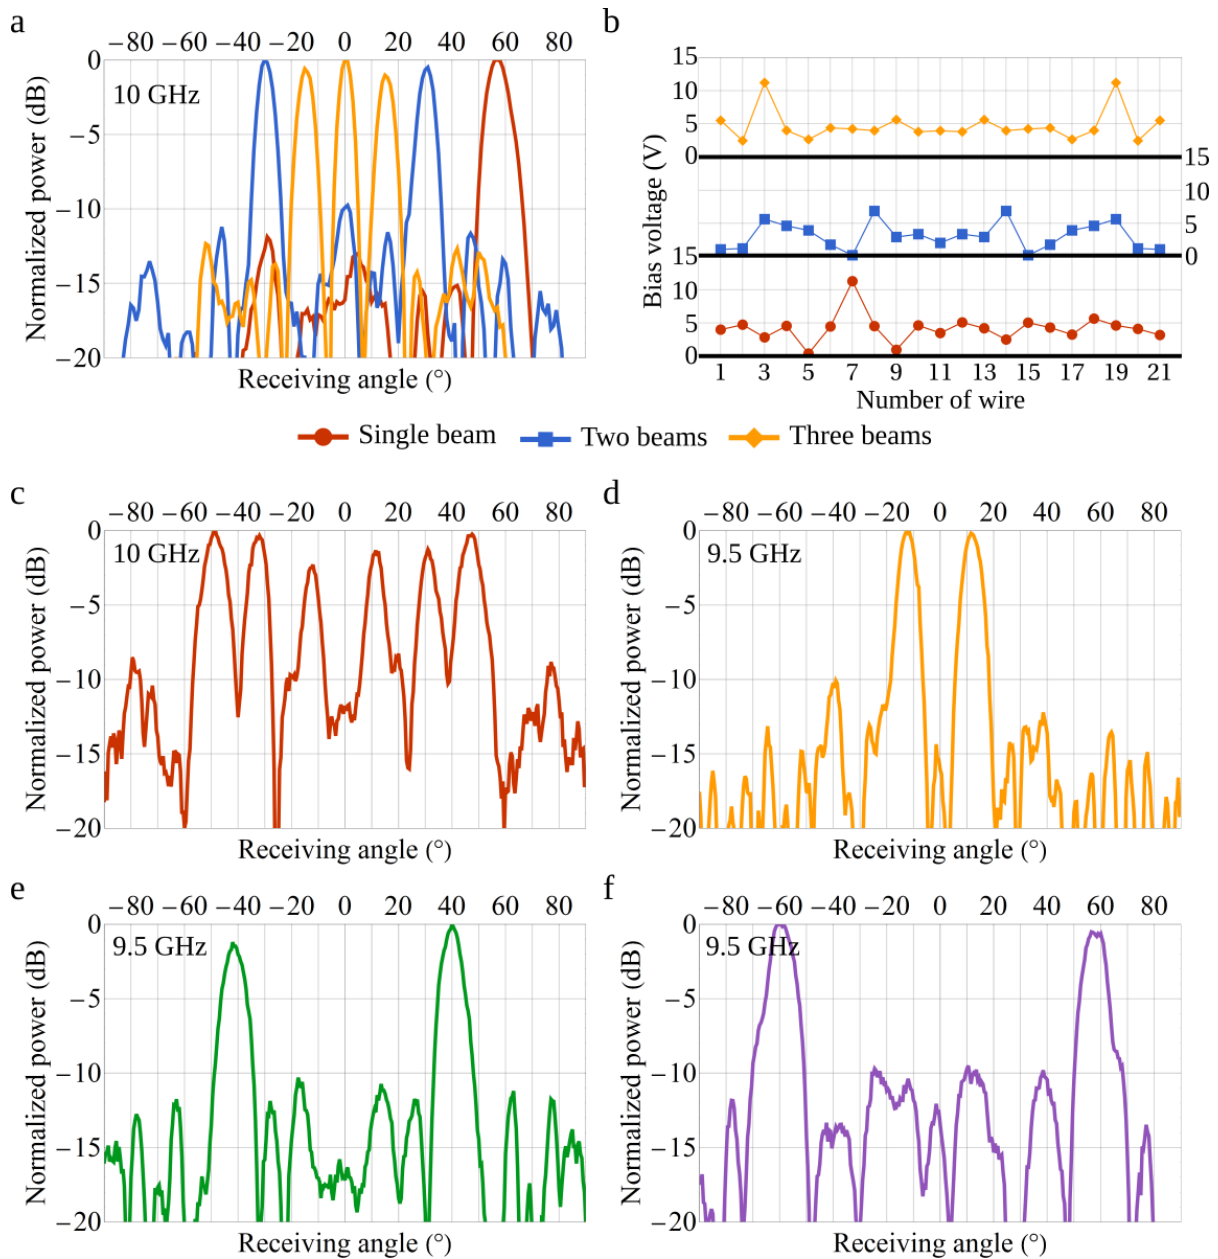 a
−80 −60 −40 −20 0 20 40 60 80
0
10 GHz
−5
−10
−15
−20
Normalized power (dB)
Receiving angle (°)
b
15
10
5
0
15
10
5
0
15
10
5
0
Bias voltage (V)
1 3 5 7 9 11 13 15 17 19 21
Number of wire
Single beam Two beams Three beams
c
−80 −60 −40 −20 0 20 40 60 80
0
10 GHz
−5
−10
−15
−20
Normalized power (dB)
Receiving angle (°)
d
−80 −60 −40 −20 0 20 40 60 80
0
9.5 GHz
−5
−10
−15
−20
Normalized power (dB)
Receiving angle (°)
e
−80 −60 −40 −20 0 20 40 60 80
0
9.5 GHz
−5
−10
−15
−20
Normalized power (dB)
Receiving angle (°)
f
−80 −60 −40 −20 0 20 40 60 80
0
9.5 GHz
−5
−10
−15
−20
Normalized power (dB)
Receiving angle (°)